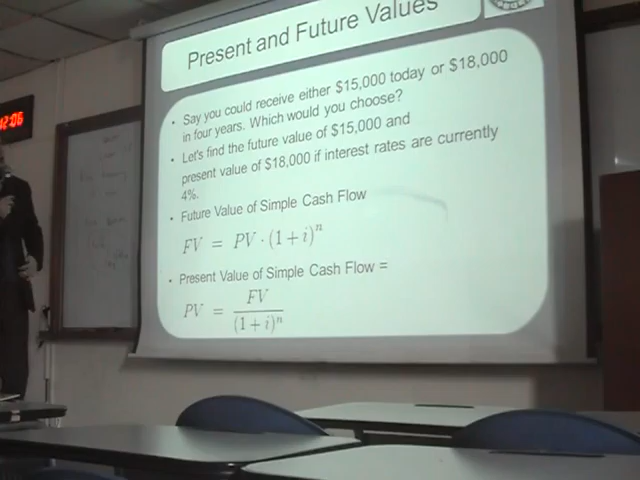 2:06
Present and Future Values
• Say you could receive either $15,000 today or $18,000
in four years. Which would you choose?
• Let's find the future value of $15,000 and
present value of $18,000 if interest rates are currently
4%.
• Future Value of Simple Cash Flow
FV = PV · (1 + i)^n
• Present Value of Simple Cash Flow =
PV = FV / (1 + i)^n